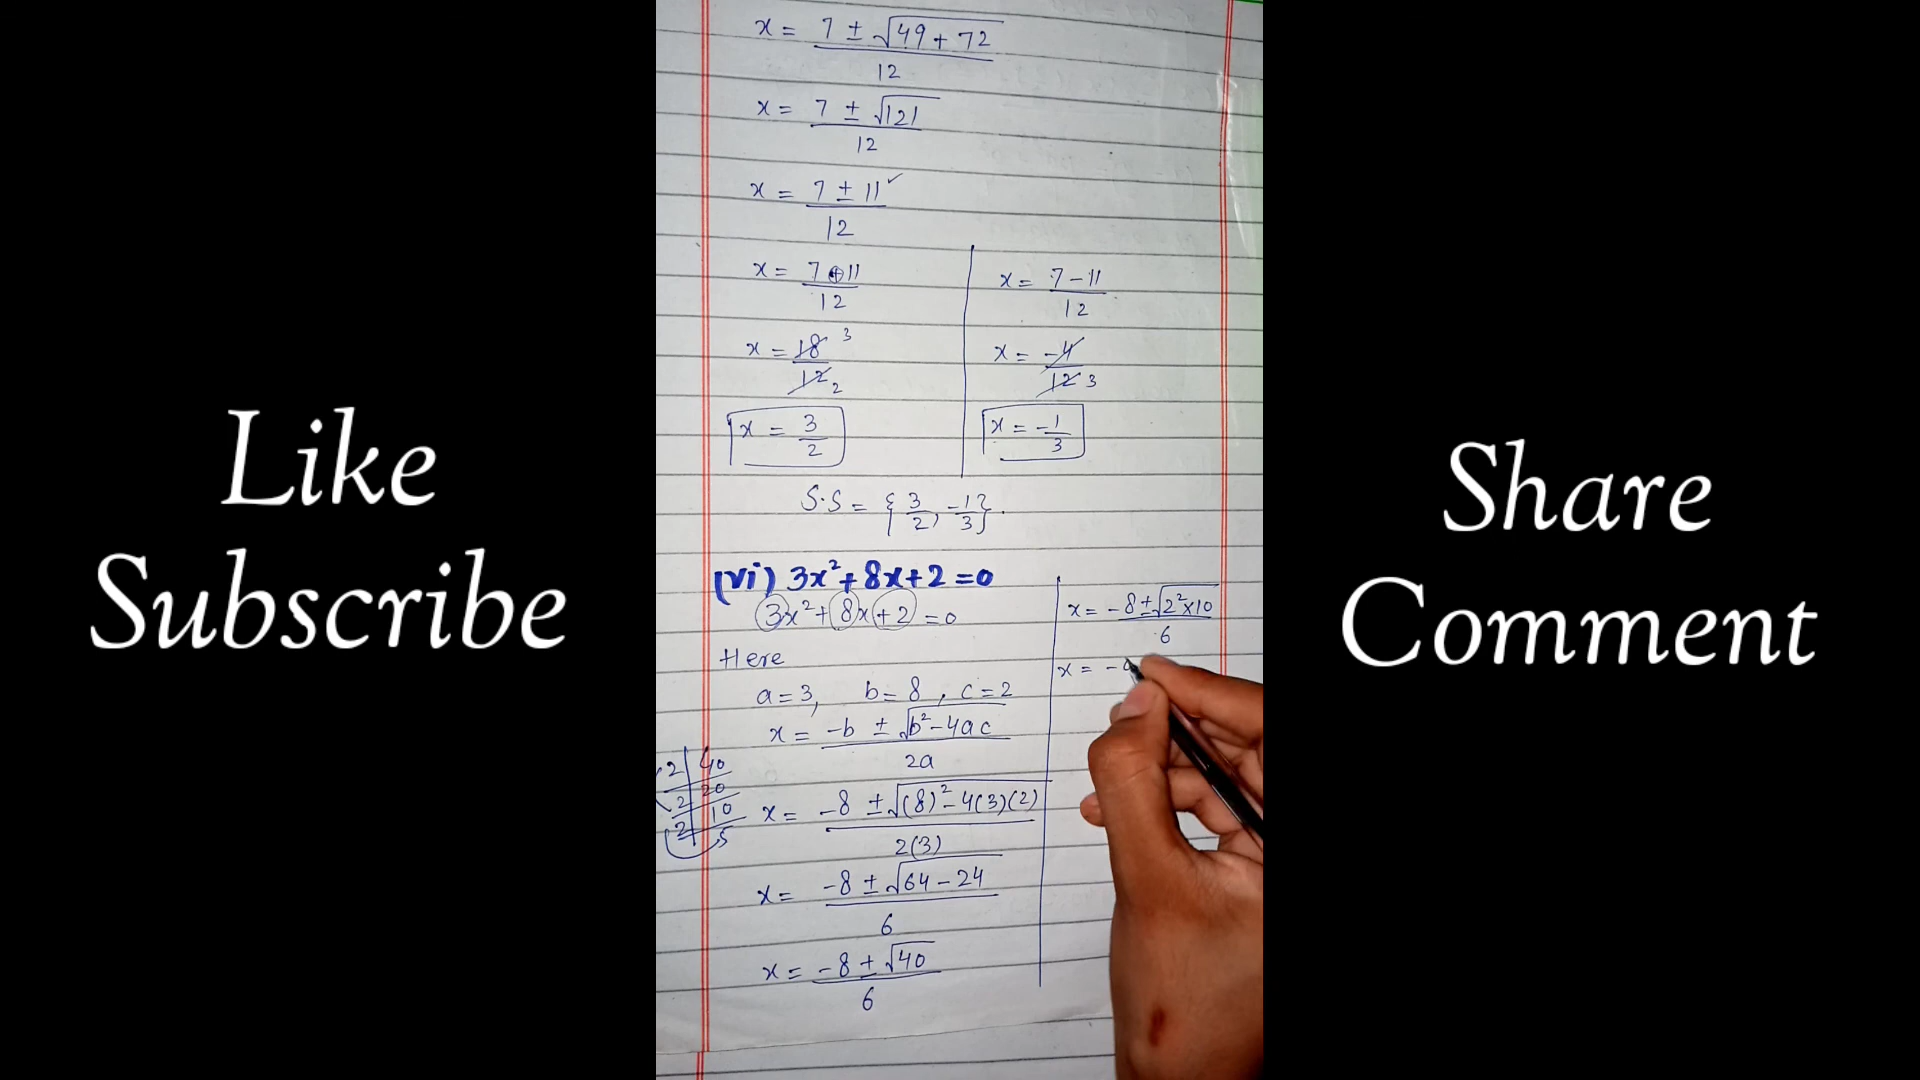 Like
Subscribe
x = 7 ± √49 + 72 / 12
x = 7 ± √121 / 12
x = 7 ± 11 ✓ / 12
x = 7 + 11 / 12
x = 18 3 / 12 2
x = 3 / 2
x = 7 - 11 / 12
x = -4 / 12 3
x = -1 / 3
S.S = { 3/2, -1/3 }.
(vi) 3x² + 8x + 2 = 0
3x² + 8x + 2 = 0
Here
a = 3, b = 8, c = 2
x = -b ± √b² - 4ac / 2a
2 | 40
2 | 20
2 | 10
5
x = -8 ± √(8)² - 4(3)(2) / 2(3)
x = -8 ± √64 - 24 / 6
x = -8 ± √40 / 6
x = -8 ± √2² × 10 / 6
x = -
Share
Comment